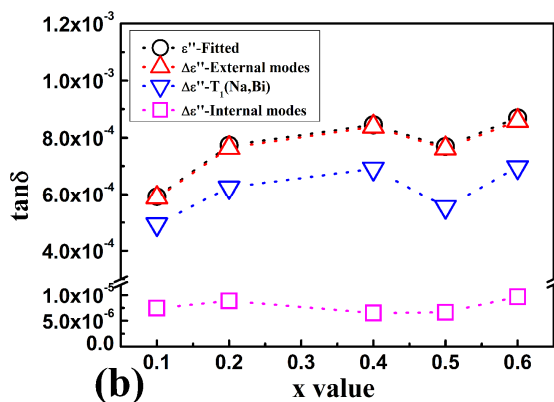 1.2x10⁻³
1.0x10⁻³
8.0x10⁻⁴
6.0x10⁻⁴
4.0x10⁻⁴
1.0x10⁻⁵
5.0x10⁻⁶
0.0
tanδ
ε''-Fitted
Δε''-External modes
Δε''-T₁(Na,Bi)
Δε''-Internal modes
0.1 0.2 0.3 0.4 0.5 0.6
(b) x value